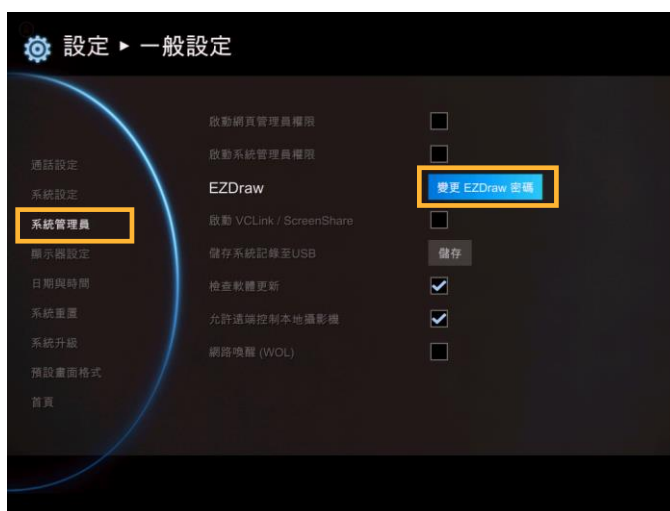 設定 ▸ 一般設定
通話設定
系統設定
系統管理員
顯示器設定
日期與時間
系統重置
系統升級
預設畫面格式
首頁
啟動網頁管理員權限
啟動系統管理員權限
EZDraw 變更 EZDraw 密碼
啟動 VCLink / ScreenShare
儲存系統記錄至USB 儲存
檢查軟體更新
允許遠端控制本地攝影機
網路喚醒 (WOL)